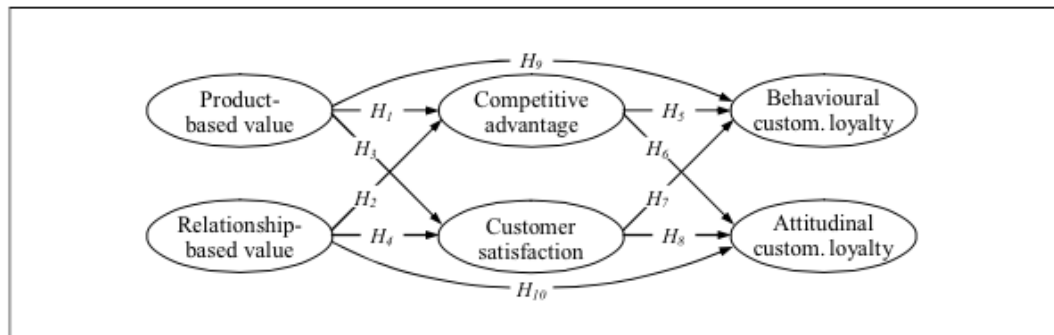 H9
Product-
based value
H1
Competitive
advantage
H5
Behavioural
custom. loyalty
H3
H6
H2
H7
Relationship-
based value
H4
Customer
satisfaction
H8
Attitudinal
custom. loyalty
H10